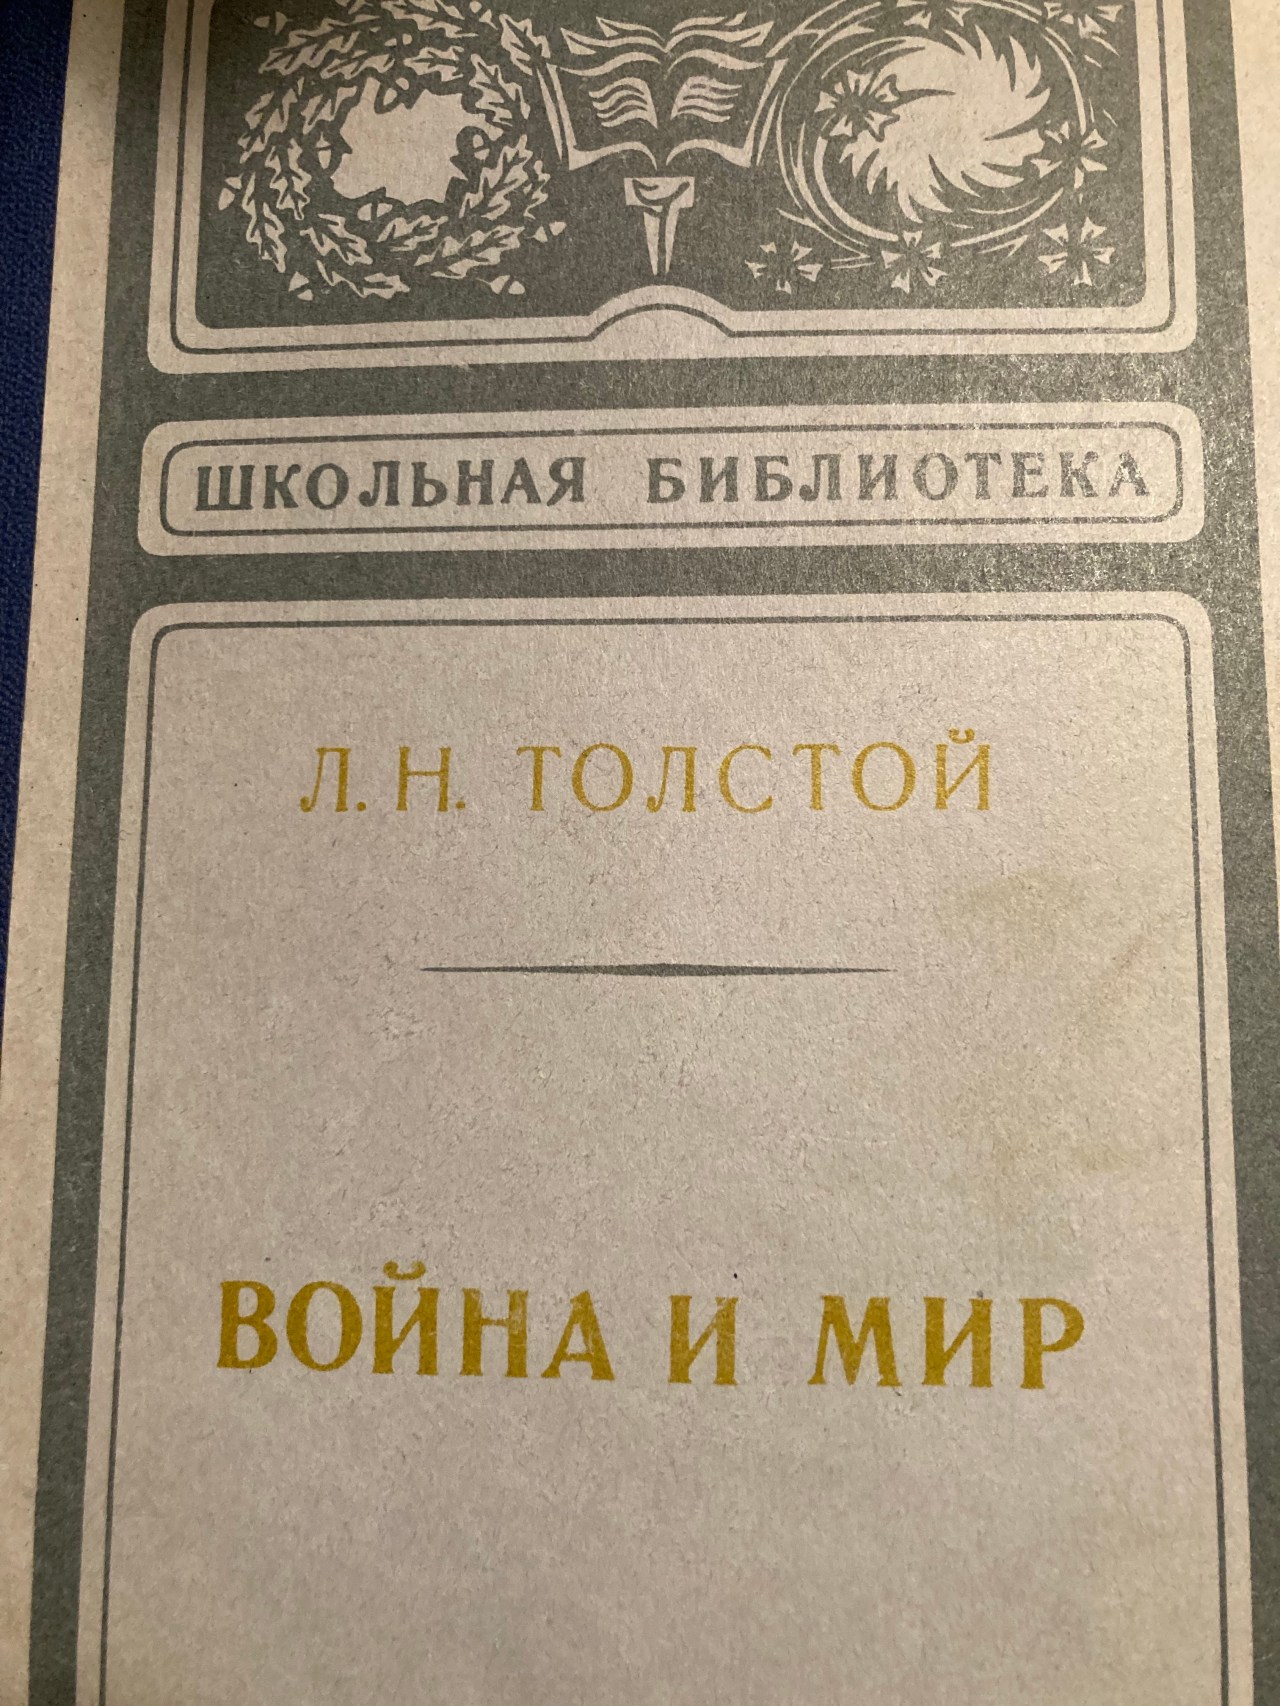 ШКОЛЬНАЯ БИБЛИОТЕКА
Л. Н. ТОЛСТОЙ
ВОЙНА И МИР